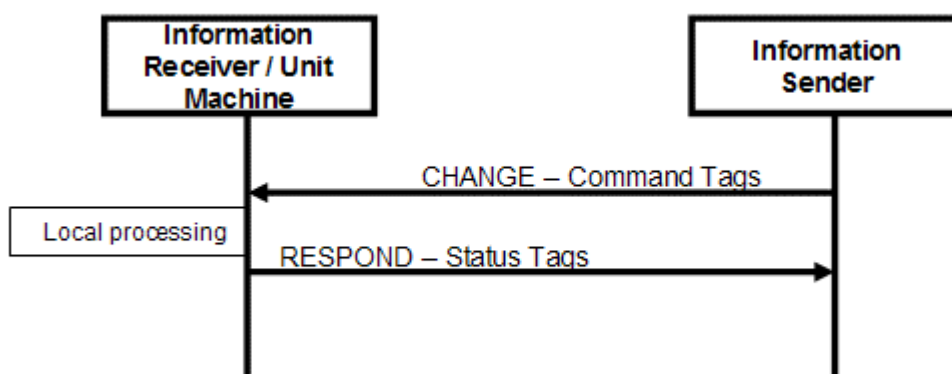 Information
Receiver / Unit
Machine
Information
Sender
CHANGE – Command Tags
Local processing
RESPOND – Status Tags